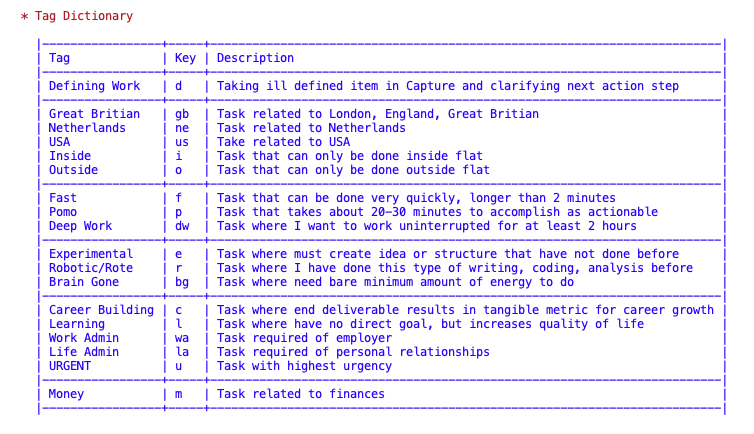 * Tag Dictionary
|-----------------+-----+-------------------------------------------------------------------------|
| Tag             | Key | Description                                                             |
|-----------------+-----+-------------------------------------------------------------------------|
| Defining Work   | d   | Taking ill defined item in Capture and clarifying next action step      |
|-----------------+-----+-------------------------------------------------------------------------|
| Great Britian   | gb  | Task related to London, England, Great Britian                          |
| Netherlands     | ne  | Task related to Netherlands                                             |
| USA             | us  | Take related to USA                                                     |
| Inside          | i   | Task that can only be done inside flat                                  |
| Outside         | o   | Task that can only be done outside flat                                 |
|-----------------+-----+-------------------------------------------------------------------------|
| Fast            | f   | Task that can be done very quickly, longer than 2 minutes               |
| Pomo            | p   | Task that takes about 20-30 minutes to accomplish as actionable         |
| Deep Work       | dw  | Task where I want to work uninterrupted for at least 2 hours            |
|-----------------+-----+-------------------------------------------------------------------------|
| Experimental    | e   | Task where must create idea or structure that have not done before      |
| Robotic/Rote    | r   | Task where I have done this type of writing, coding, analysis before    |
| Brain Gone      | bg  | Task where need bare minimum amount of energy to do                     |
|-----------------+-----+-------------------------------------------------------------------------|
| Career Building | c   | Task where end deliverable results in tangible metric for career growth |
| Learning        | l   | Task where have no direct goal, but increases quality of life           |
| Work Admin      | wa  | Task required of employer                                               |
| Life Admin      | la  | Task required of personal relationships                                 |
| URGENT          | u   | Task with highest urgency                                               |
|-----------------+-----+-------------------------------------------------------------------------|
| Money           | m   | Task related to finances                                                |
|-----------------+-----+-------------------------------------------------------------------------|